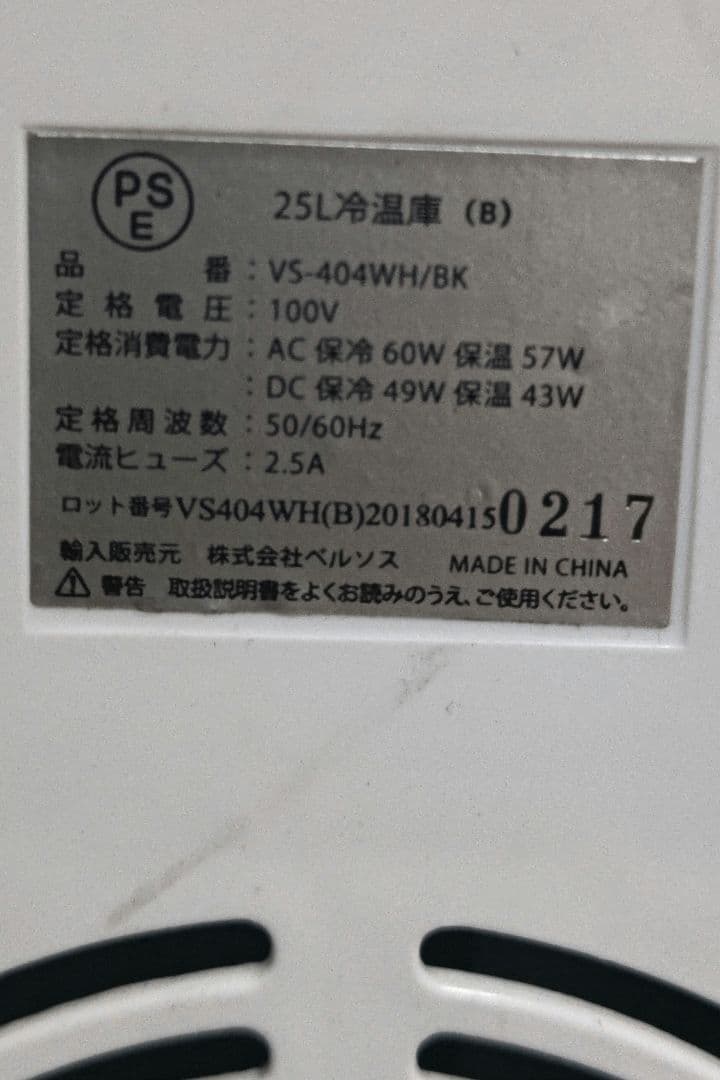 PS
E
25L冷温庫（B）
品番：VS-404WH/BK
定格電圧：100V
定格消費電力：AC 保冷 60W 保温 57W
：DC 保冷 49W 保温 43W
定格周波数：50/60Hz
電流ヒューズ：2.5A
ロット番号VS404WH(B)201804150217
輸入販売元 株式会社ベルソス MADE IN CHINA
⚠警告 取扱説明書をよくお読みのうえ、ご使用ください。